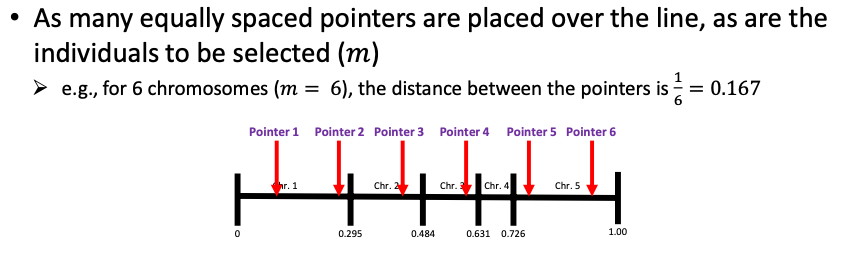 • As many equally spaced pointers are placed over the line, as are the
individuals to be selected (m)
➢ e.g., for 6 chromosomes (m = 6), the distance between the pointers is 1/6 = 0.167
Pointer 1 Pointer 2 Pointer 3 Pointer 4 Pointer 5 Pointer 6
hr. 1 Chr. 2 Chr. Chr. 4 Chr. 5
0 0.295 0.484 0.631 0.726 1.00